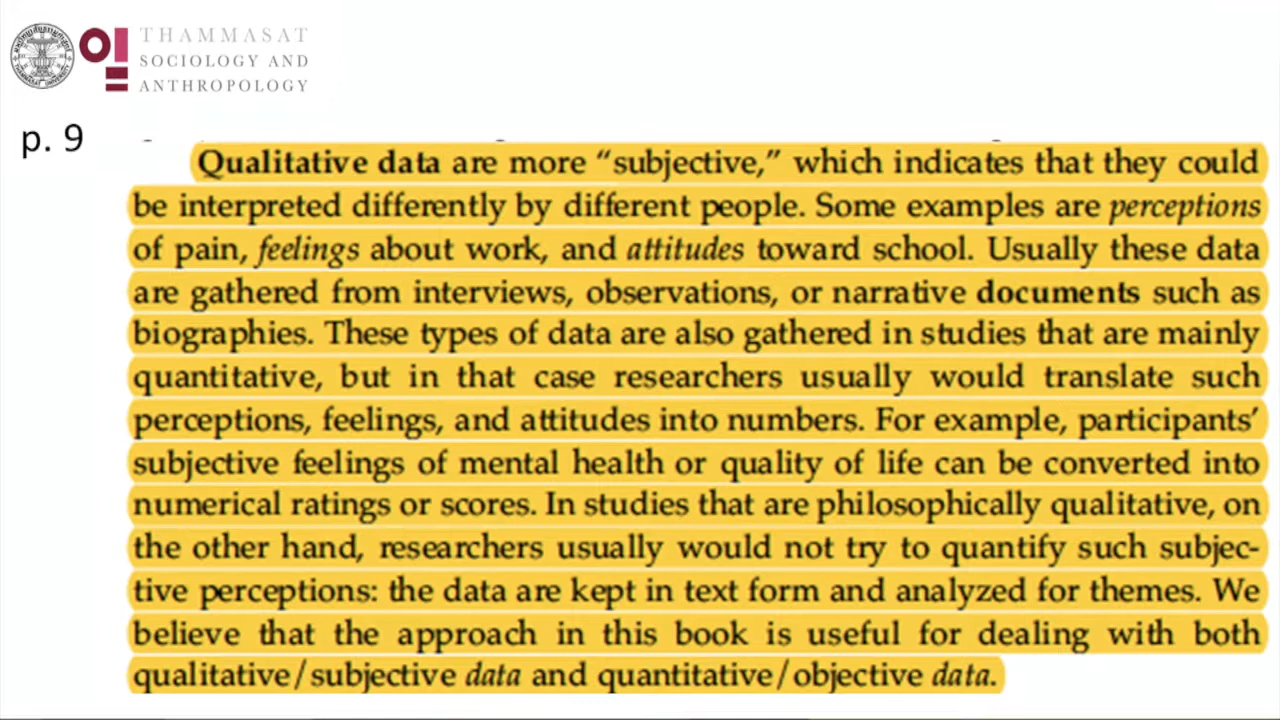 THAMMASAT
SOCIOLOGY AND
ANTHROPOLOGY
p. 9
Qualitative data are more “subjective,” which indicates that they could
be interpreted differently by different people. Some examples are perceptions
of pain, feelings about work, and attitudes toward school. Usually these data
are gathered from interviews, observations, or narrative documents such as
biographies. These types of data are also gathered in studies that are mainly
quantitative, but in that case researchers usually would translate such
perceptions, feelings, and attitudes into numbers. For example, participants’
subjective feelings of mental health or quality of life can be converted into
numerical ratings or scores. In studies that are philosophically qualitative, on
the other hand, researchers usually would not try to quantify such subjec-
tive perceptions: the data are kept in text form and analyzed for themes. We
believe that the approach in this book is useful for dealing with both
qualitative/subjective data and quantitative/objective data.